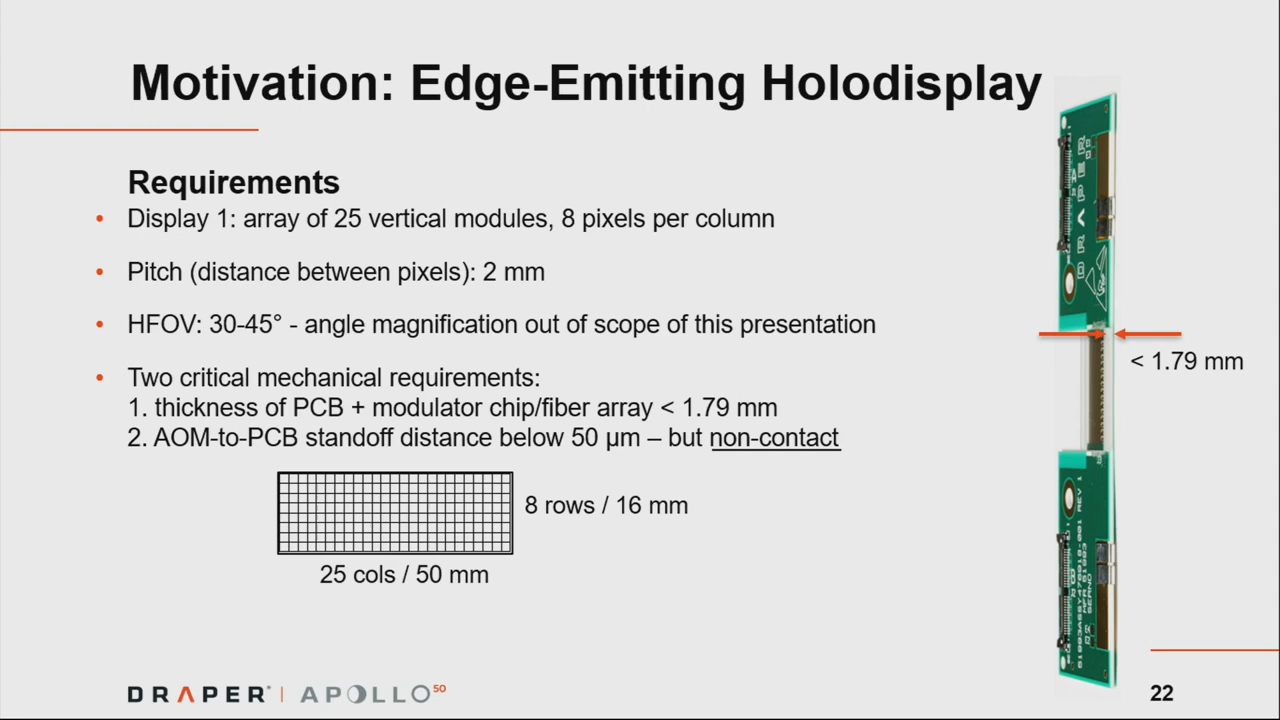 Motivation: Edge-Emitting Holodisplay
Requirements
• Display 1: array of 25 vertical modules, 8 pixels per column
• Pitch (distance between pixels): 2 mm
• HFOV: 30-45° - angle magnification out of scope of this presentation
• Two critical mechanical requirements:
1. thickness of PCB + modulator chip/fiber array < 1.79 mm
2. AOM-to-PCB standoff distance below 50 µm – but non-contact
8 rows / 16 mm
25 cols / 50 mm
DRAPER
< 1.79 mm
DRAPER® | APOLLO50
22